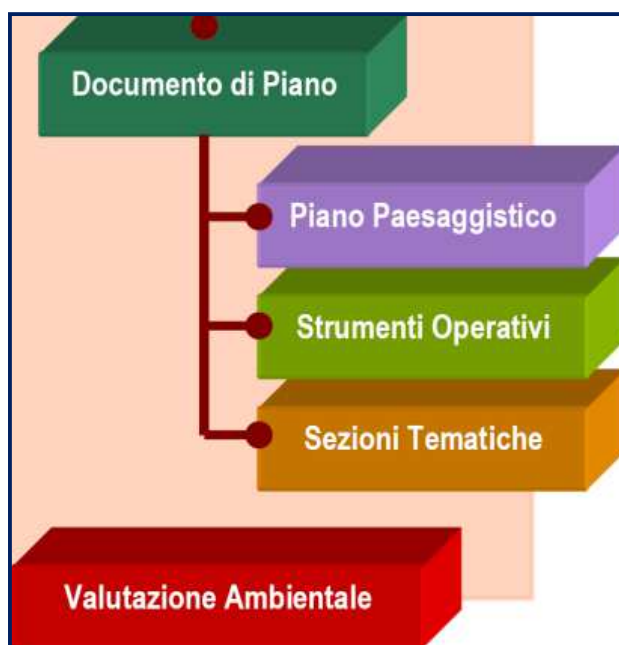 Documento di Piano
Piano Paesaggistico
Strumenti Operativi
Sezioni Tematiche
Valutazione Ambientale